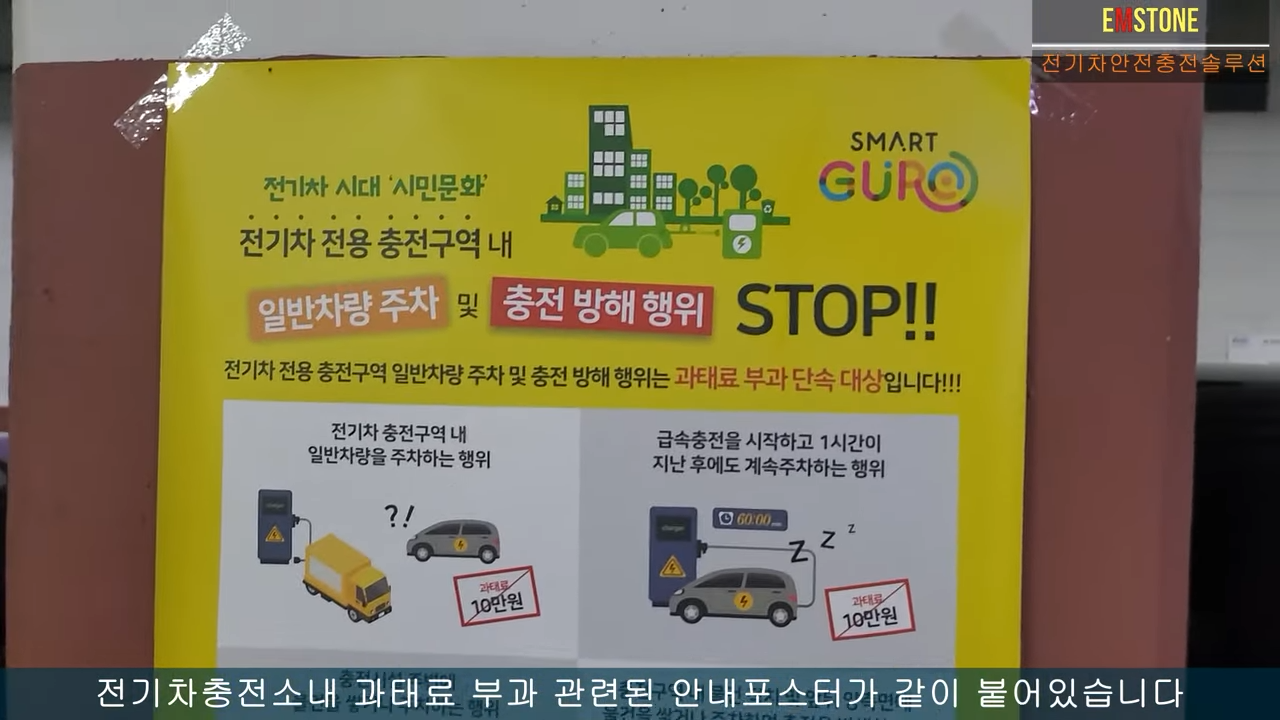 EMSTONE
전기차안전충전솔루션
SMART
GURO
전기차 시대 '시민문화'
전기차 전용 충전구역 내
일반차량 주차 및 충전 방해 행위 STOP!!
전기차 전용 충전구역 일반차량 주차 및 충전 방해 행위는 과태료 부과 단속 대상입니다!!!
전기차 충전구역 내
일반차량을 주차하는 행위
?!
과태료
10만원
급속충전을 시작하고 1시간이
지난 후에도 계속주차하는 행위
charger
60:00
z z z
과태료
10만원
전기차충전소내 과태료 부과 관련된 안내포스터가 같이 붙어있습니다